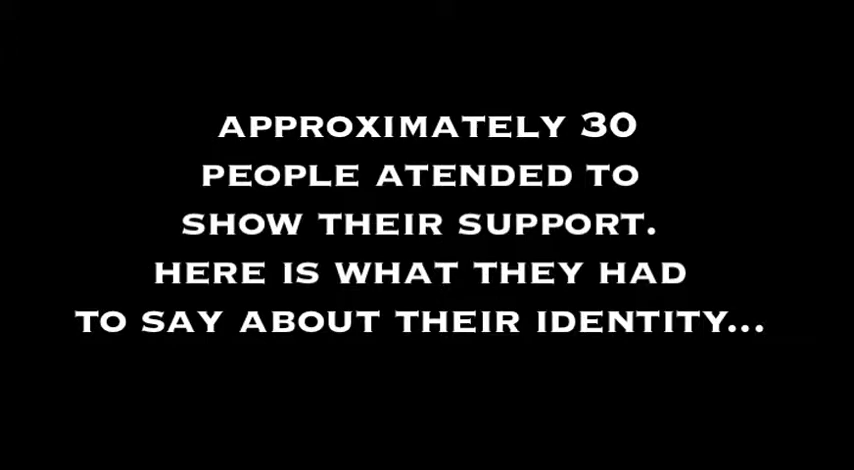 APPROXIMATELY 30
PEOPLE ATENDED TO
SHOW THEIR SUPPORT.
HERE IS WHAT THEY HAD
TO SAY ABOUT THEIR IDENTITY...